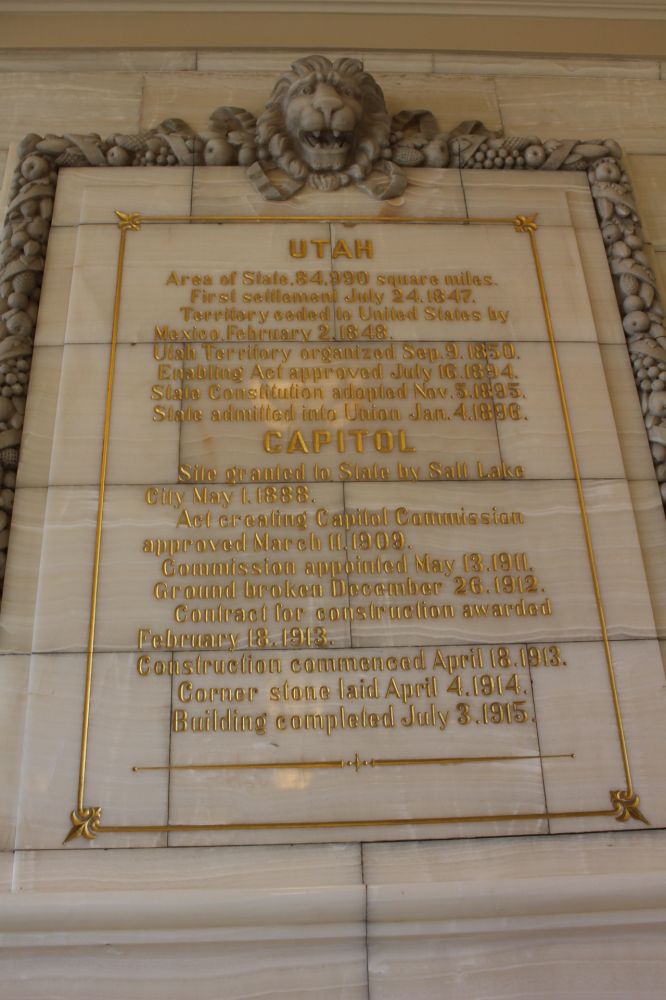 UTAH
Area of State, 84,990 square miles.
First settlement July 24, 1847.
Territory ceded to United States by
Mexico, February 2, 1848.
Utah Territory organized Sep. 9, 1850.
Enabling Act approved July 16, 1894.
State Constitution adopted Nov. 5, 1895.
State admitted into Union Jan. 4, 1896.
CAPITOL
Site granted to State by Salt Lake
City May 1, 1888.
Act creating Capitol Commission
approved March 11, 1909.
Commission appointed May 13, 1911.
Ground broken December 26, 1912.
Contract for construction awarded
February 18, 1913.
Construction commenced April 18, 1913.
Corner stone laid April 4, 1914.
Building completed July 3, 1915.